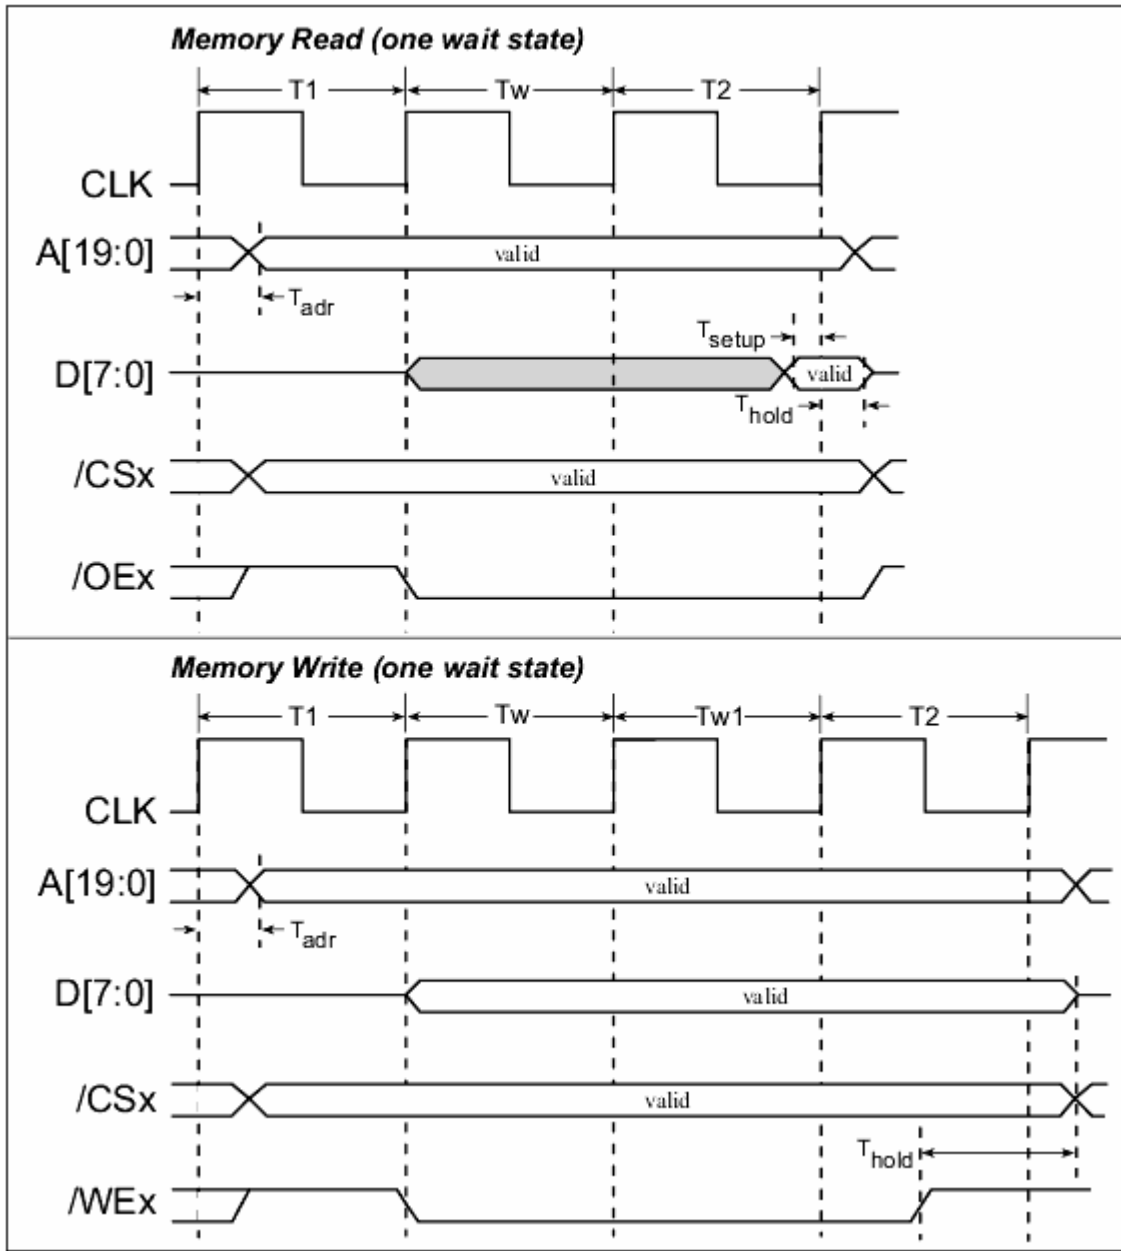 Memory Read (one wait state)
T1 Tw T2
CLK
A[19:0] valid
Tadr
Tsetup
D[7:0] valid
Thold
/CSx valid
/OEx
Memory Write (one wait state)
T1 Tw Tw1 T2
CLK
A[19:0] valid
Tadr
D[7:0] valid
/CSx valid
Thold
/WEx